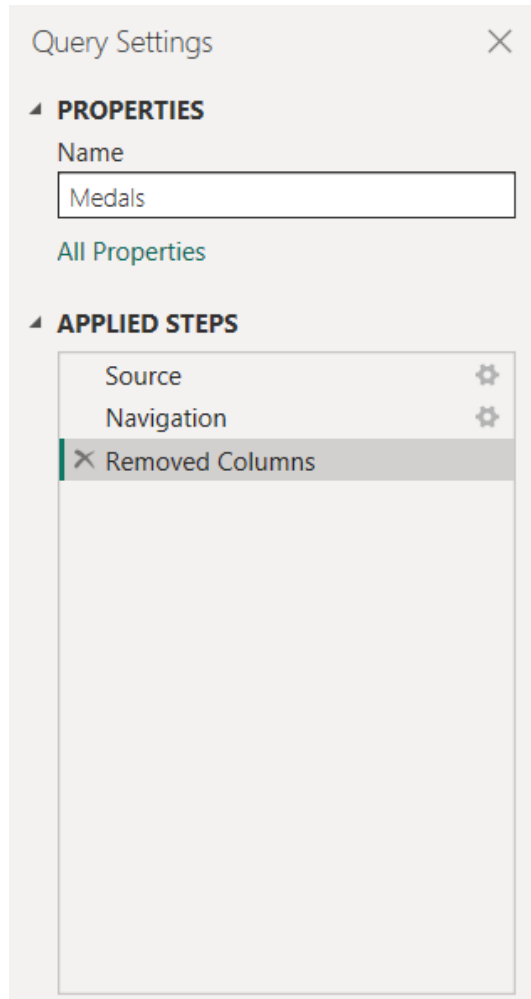 Query Settings
PROPERTIES
Name
Medals
All Properties
APPLIED STEPS
Source
Navigation
Removed Columns